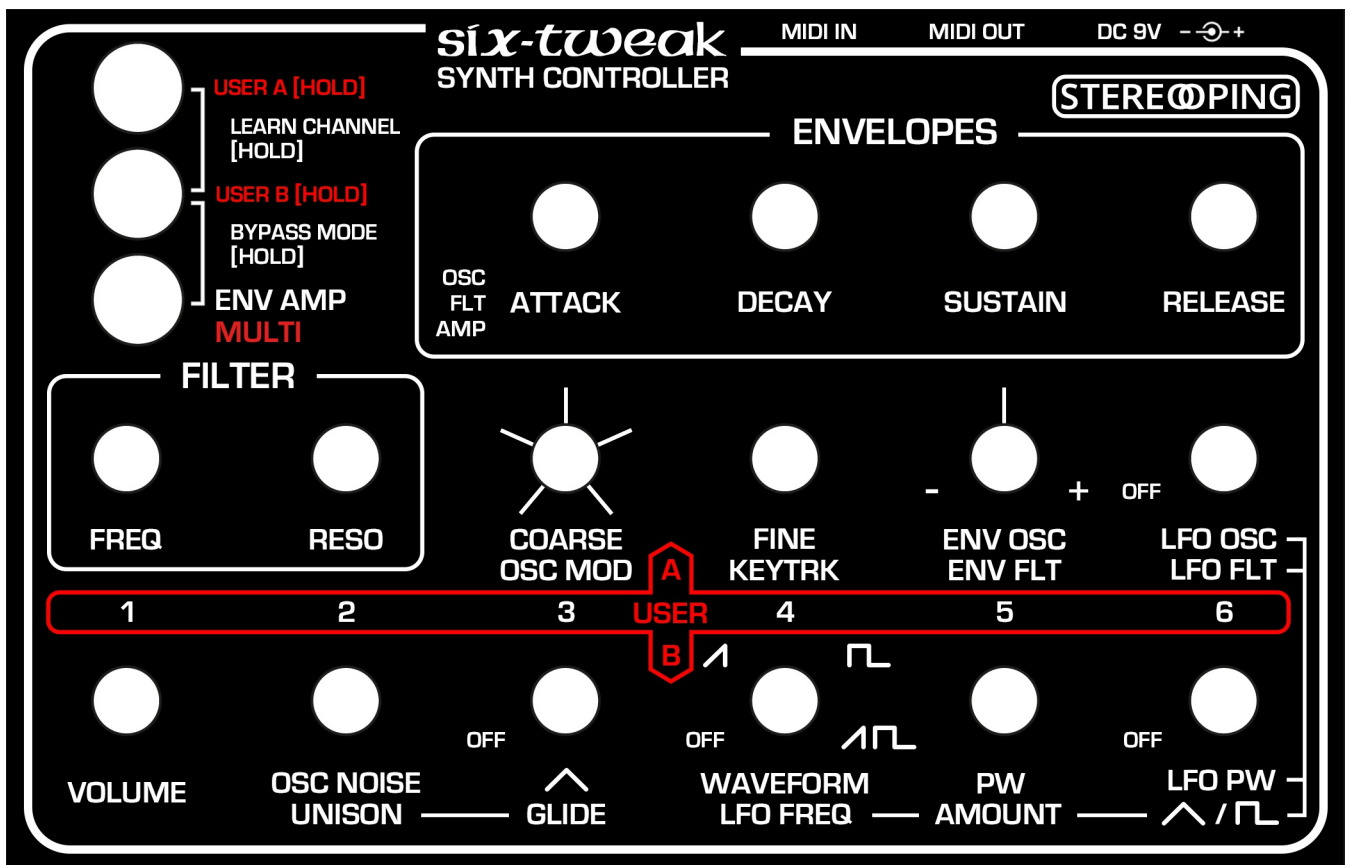 síx-tweak
SYNTH CONTROLLER
MIDI IN
MIDI OUT
DC 9V - +
STEREOOPING
USER A [HOLD]
LEARN CHANNEL
[HOLD]
USER B [HOLD]
BYPASS MODE
[HOLD]
ENV AMP
MULTI
ENVELOPES
OSC
FLT
AMP
ATTACK
DECAY
SUSTAIN
RELEASE
FILTER
FREQ
RESO
COARSE
OSC MOD
FINE
KEYTRK
- +
ENV OSC
ENV FLT
OFF
LFO OSC
LFO FLT
A
1 2 3 USER 4 5 6
B
VOLUME
OSC NOISE
UNISON
OFF
GLIDE
OFF
WAVEFORM
LFO FREQ
PW
AMOUNT
OFF
LFO PW
/